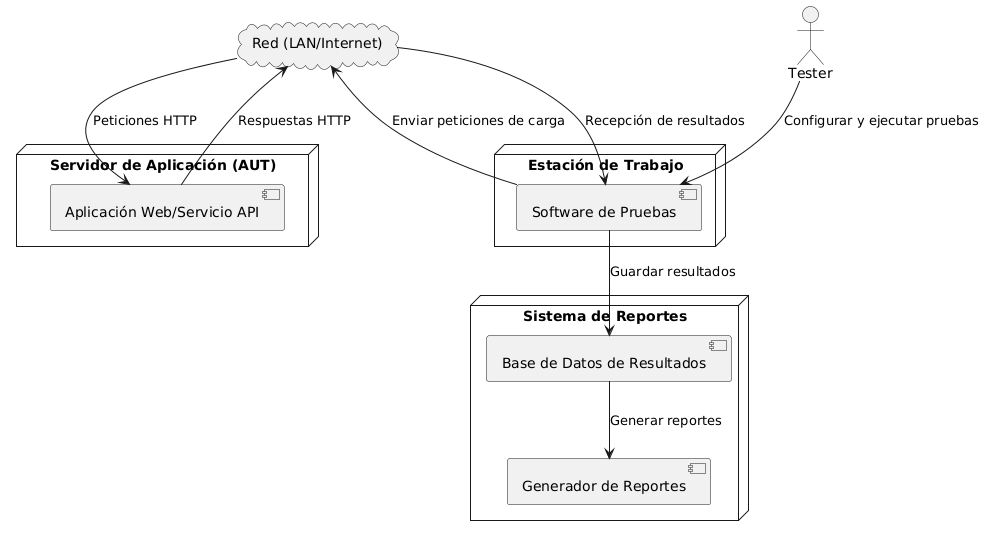 Red (LAN/Internet)
Tester
Peticiones HTTP
Respuestas HTTP
Enviar peticiones de carga
Recepción de resultados
Configurar y ejecutar pruebas
Servidor de Aplicación (AUT)
Aplicación Web/Servicio API
Estación de Trabajo
Software de Pruebas
Guardar resultados
Sistema de Reportes
Base de Datos de Resultados
Generar reportes
Generador de Reportes